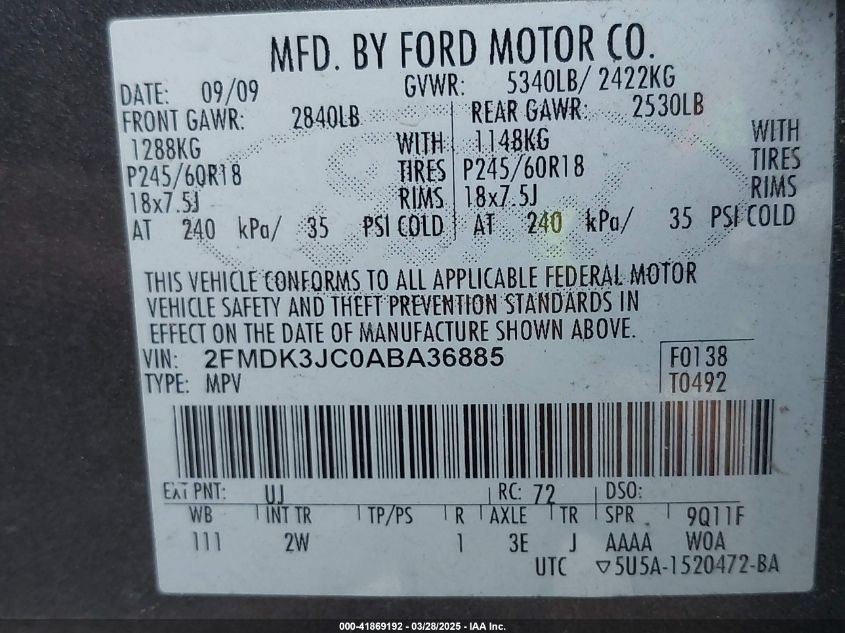 MFD. BY FORD MOTOR CO.
DATE: 09/09 GVWR: 5340LB/ 2422KG
FRONT GAWR: 2840LB REAR GAWR: 2530LB
1288KG WITH 1148KG WITH
P245/60R18 TIRES P245/60R18 TIRES
18x7.5J RIMS 18x7.5J RIMS
AT 240 kPa/ 35 PSI COLD AT 240 kPa/ 35 PSI COLD
THIS VEHICLE CONFORMS TO ALL APPLICABLE FEDERAL MOTOR
VEHICLE SAFETY AND THEFT PREVENTION STANDARDS IN
EFFECT ON THE DATE OF MANUFACTURE SHOWN ABOVE.
VIN: 2FMDK3JC0ABA36885 F0138
TYPE: MPV T0492
EXT PNT: UJ RC: 72 DSO:
WB INT TR TP/PS R AXLE TR SPR 9Q11F
111 2W 1 3E J AAAA WOA
UTC ▽5U5A-1520472-BA
000-41869192 - 03/28/2025 - IAA Inc.